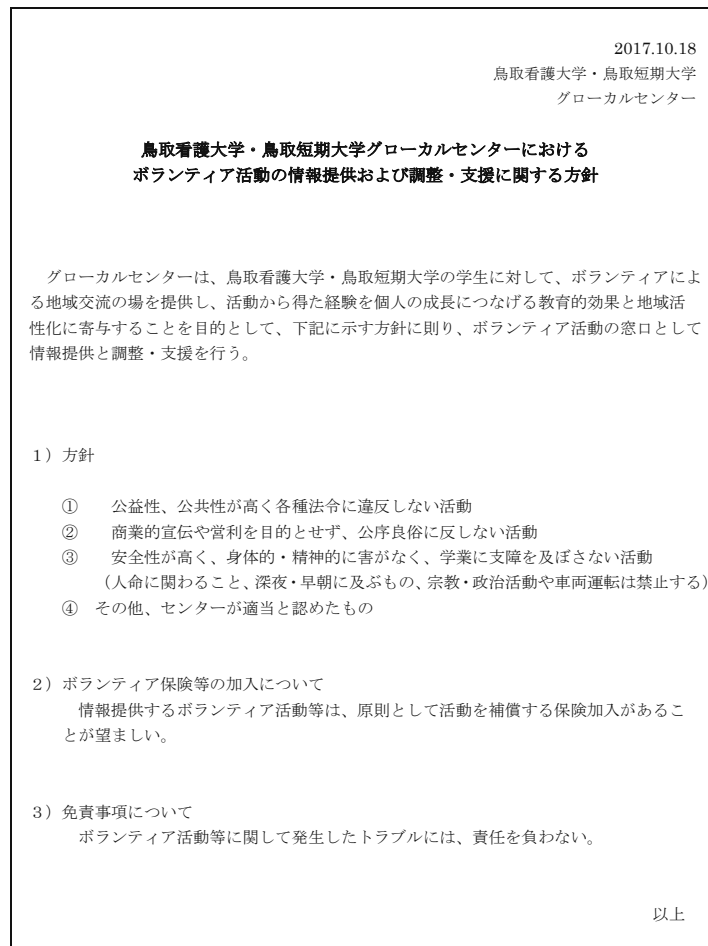 2017.10.18
鳥取看護大学・鳥取短期大学
グローカルセンター
鳥取看護大学・鳥取短期大学グローカルセンターにおける
ボランティア活動の情報提供および調整・支援に関する方針
グローカルセンターは、鳥取看護大学・鳥取短期大学の学生に対して、ボランティアによ
る地域交流の場を提供し、活動から得た経験を個人の成長につなげる教育的効果と地域活
性化に寄与することを目的として、下記に示す方針に則り、ボランティア活動の窓口として
情報提供と調整・支援を行う。
1）方針
① 公益性、公共性が高く各種法令に違反しない活動
② 商業的宣伝や営利を目的とせず、公序良俗に反しない活動
③ 安全性が高く、身体的・精神的に害がなく、学業に支障を及ぼさない活動
（人命に関わること、深夜・早朝に及ぶもの、宗教・政治活動や車両運転は禁止する）
④ その他、センターが適当と認めたもの
2）ボランティア保険等の加入について
情報提供するボランティア活動等は、原則として活動を補償する保険加入があるこ
とが望ましい。
3）免責事項について
ボランティア活動等に関して発生したトラブルには、責任を負わない。
以上